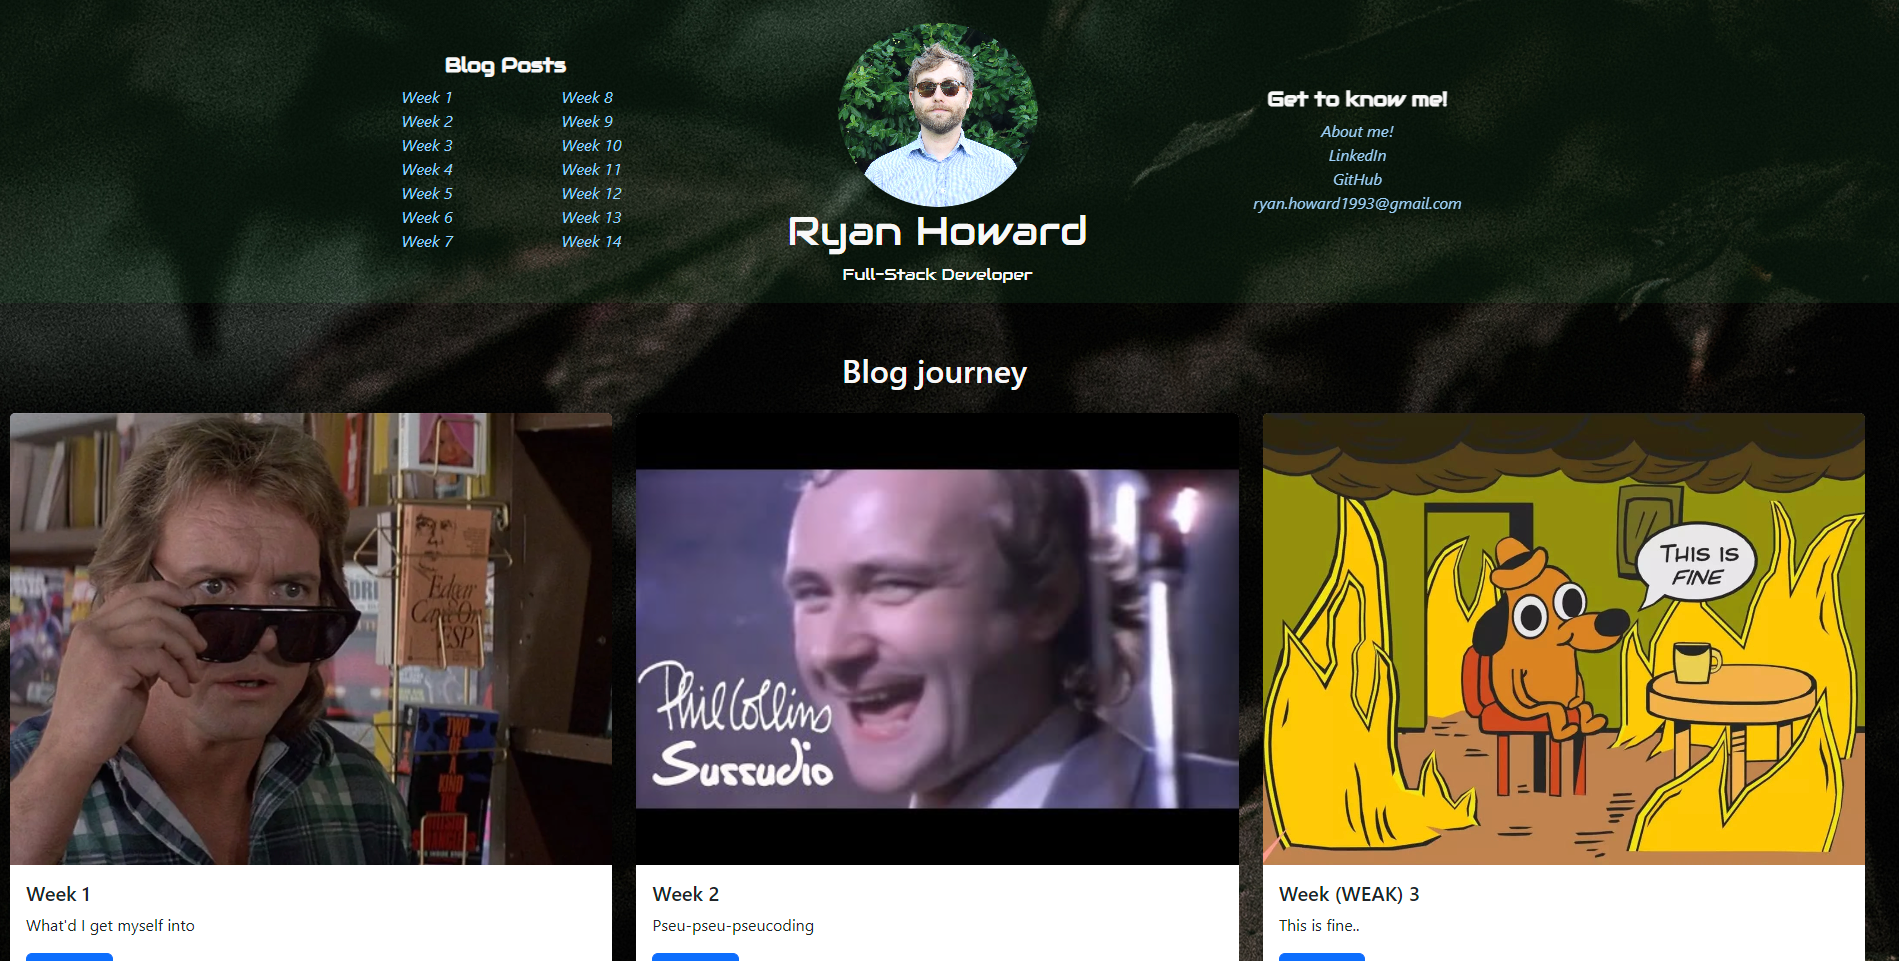 Blog Posts
Week 1
Week 2
Week 3
Week 4
Week 5
Week 6
Week 7
Week 8
Week 9
Week 10
Week 11
Week 12
Week 13
Week 14
Ryan Howard
Full-Stack Developer
Get to know me!
About me!
LinkedIn
GitHub
ryan.howard1993@gmail.com
Blog journey
Edgar
Cayce On
ESP
TWO
OF
A
KIND
THE
Phil Collins
Sussudio
THIS IS
FINE
Week 1
What'd I get myself into
Week 2
Pseu-pseu-pseucoding
Week (WEAK) 3
This is fine..